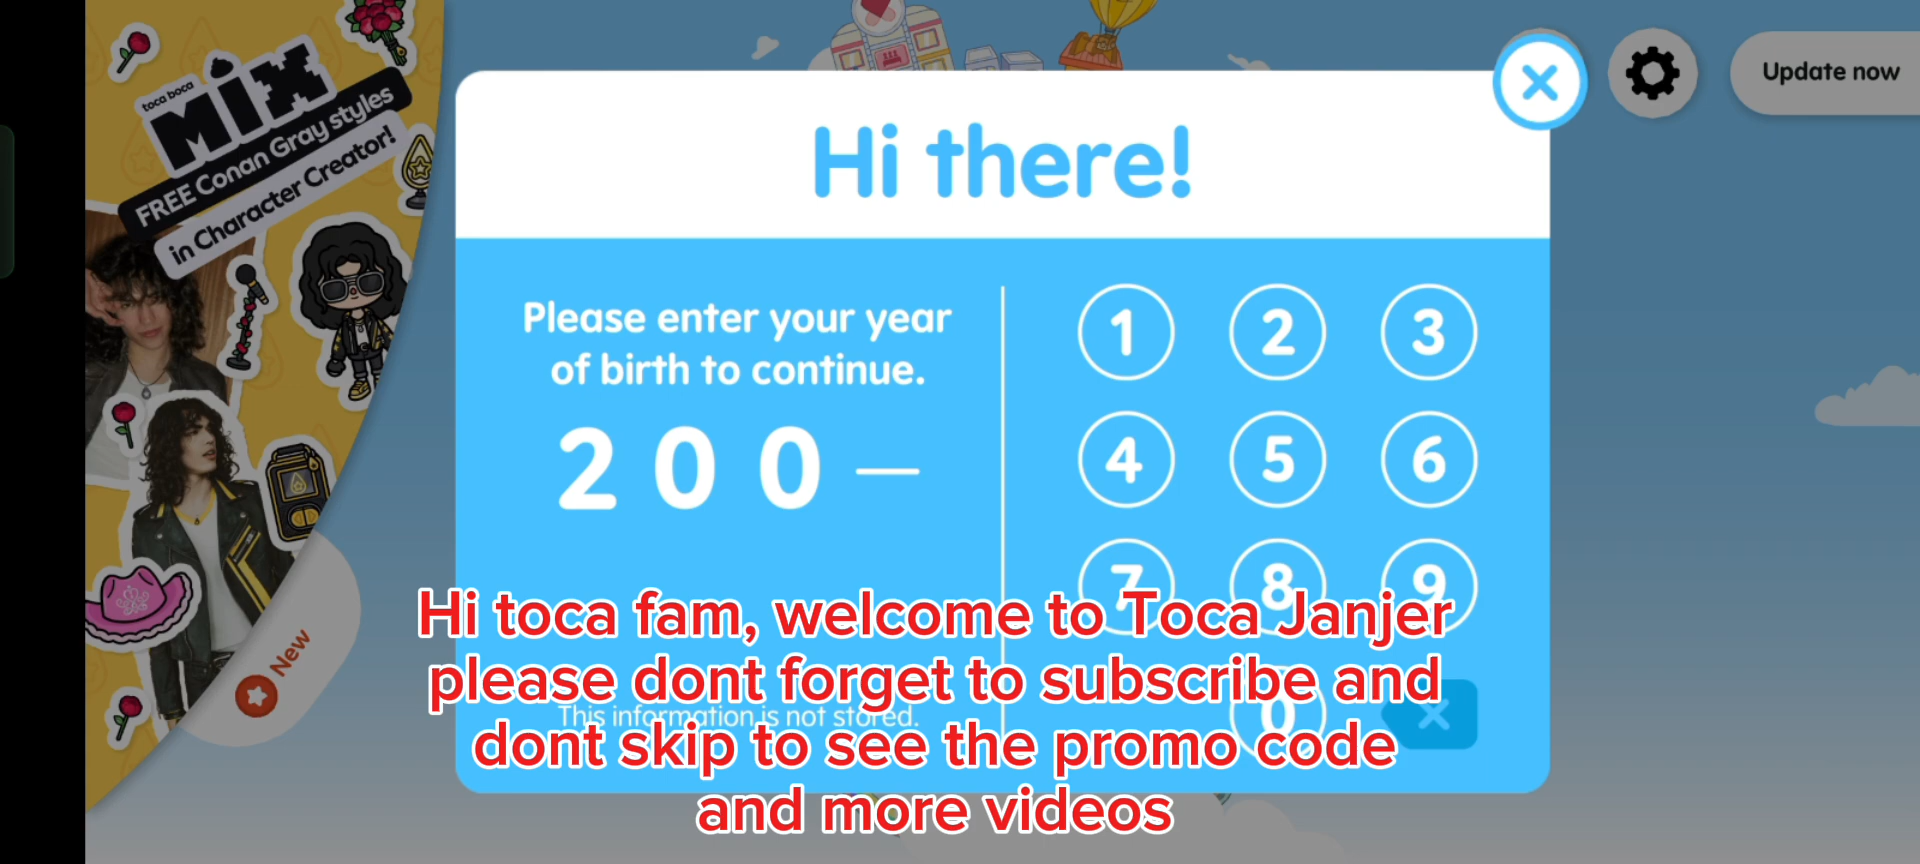 toca boca
MIX
FREE Conan Gray styles
in Character Creator!
New
Update now
Hi there!
Please enter your year
of birth to continue.
2 0 0 _
This information is not stored.
1 2 3
4 5 6
7 8 9
0
Hi toca fam, welcome to Toca Janjer
please dont forget to subscribe and
dont skip to see the promo code
and more videos